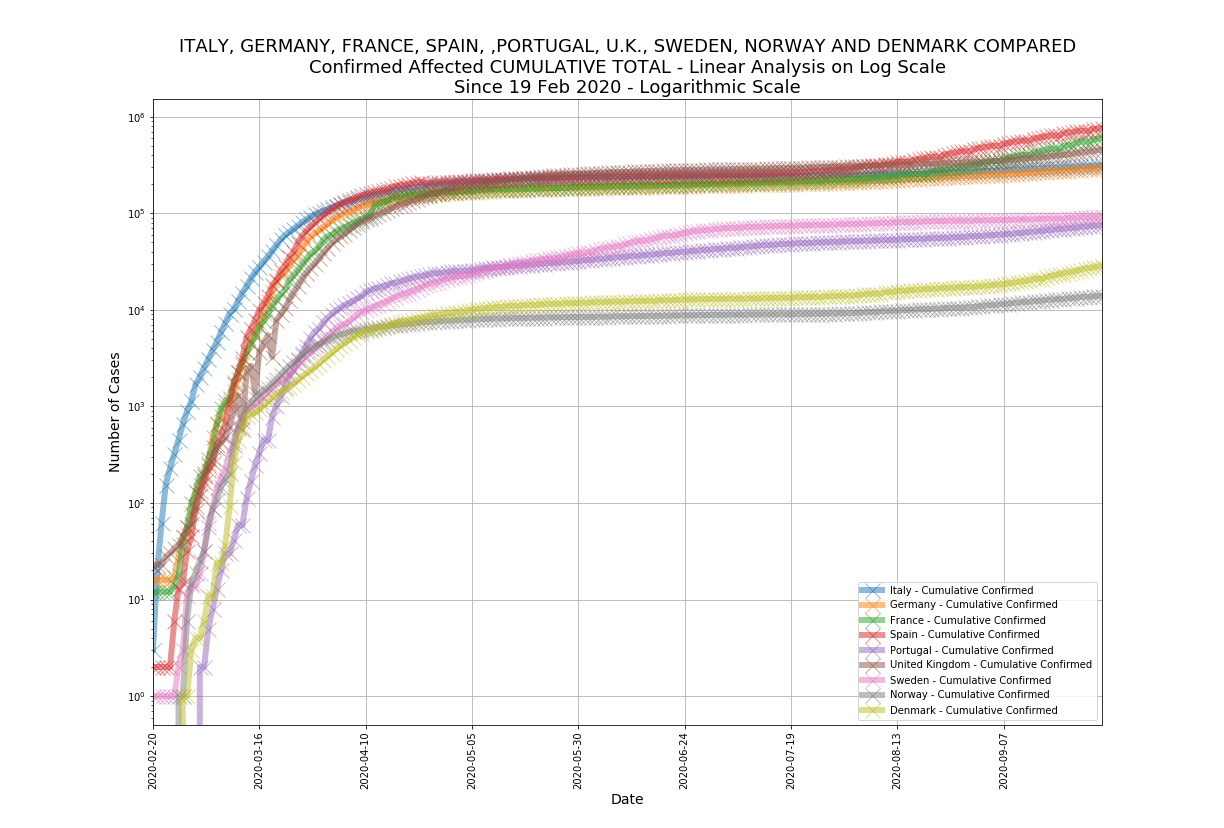 ITALY, GERMANY, FRANCE, SPAIN, ,PORTUGAL, U.K., SWEDEN, NORWAY AND DENMARK COMPARED
Confirmed Affected CUMULATIVE TOTAL - Linear Analysis on Log Scale
Since 19 Feb 2020 - Logarithmic Scale
Number of Cases
10⁶
10⁵
10⁴
10³
10²
10¹
10⁰
Italy - Cumulative Confirmed
Germany - Cumulative Confirmed
France - Cumulative Confirmed
Spain - Cumulative Confirmed
Portugal - Cumulative Confirmed
United Kingdom - Cumulative Confirmed
Sweden - Cumulative Confirmed
Norway - Cumulative Confirmed
Denmark - Cumulative Confirmed
2020-02-20
2020-03-16
2020-04-10
2020-05-05
2020-05-30
2020-06-24
2020-07-19
2020-08-13
2020-09-07
Date